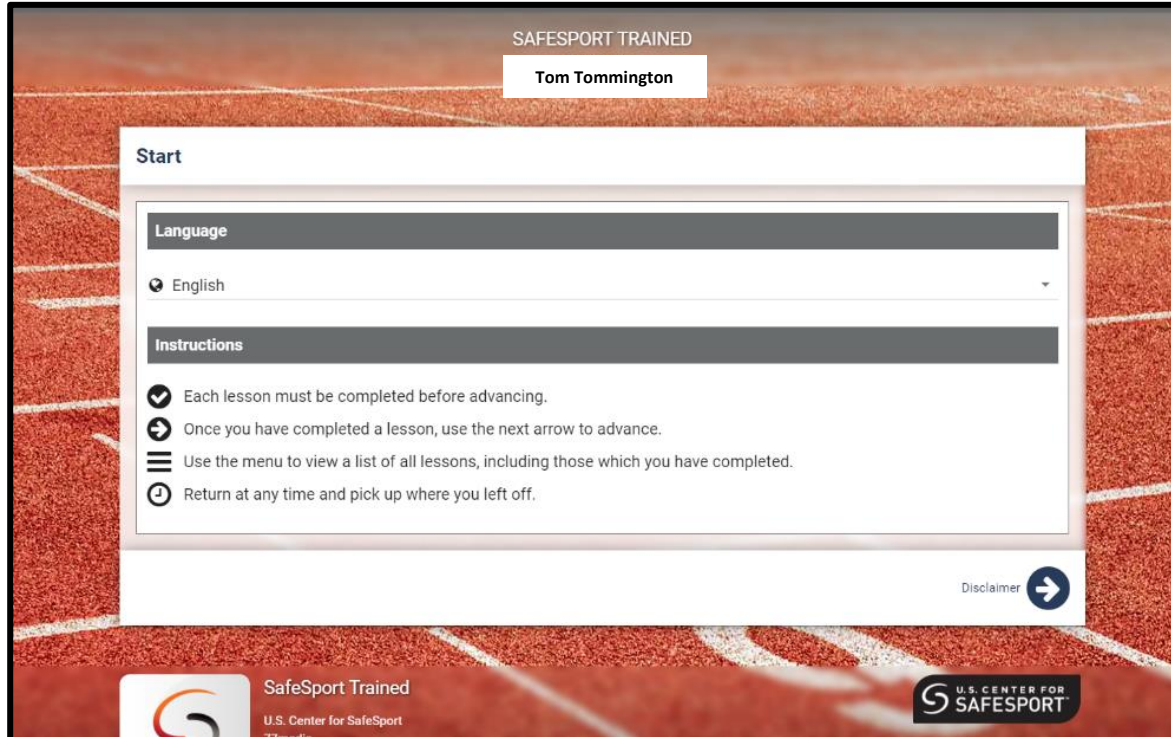 SAFESPORT TRAINED
Tom Tommington
Start
Language
English
Instructions
Each lesson must be completed before advancing.
Once you have completed a lesson, use the next arrow to advance.
Use the menu to view a list of all lessons, including those which you have completed.
Return at any time and pick up where you left off.
Disclaimer
SafeSport Trained
U.S. Center for SafeSport
U.S. CENTER FOR
SAFESPORT™